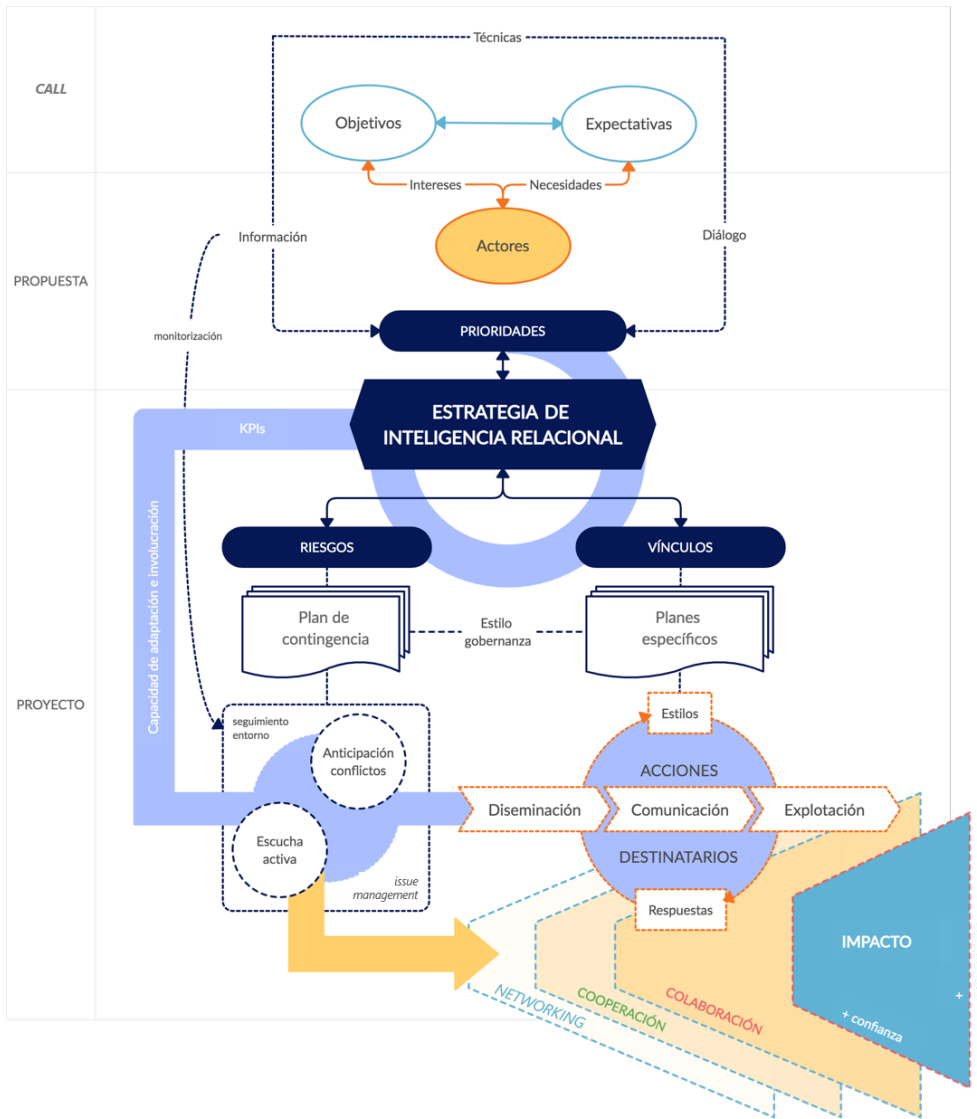 Técnicas
CALL
Objetivos
Expectativas
Intereses
Necesidades
Información
Actores
Diálogo
PROPUESTA
monitorización
PRIORIDADES
ESTRATEGIA DE
INTELIGENCIA RELACIONAL
KPIs
Capacidad de adaptación e involucración
RIESGOS
VÍNCULOS
Plan de
contingencia
Estilo
gobernanza
Planes
específicos
PROYECTO
seguimiento
entorno
Estilos
Anticipación
conflictos
ACCIONES
Diseminación
Comunicación
Explotación
Escucha
activa
DESTINATARIOS
issue
management
Respuestas
IMPACTO
NETWORKING
COOPERACIÓN
COLABORACIÓN
+ confianza
+